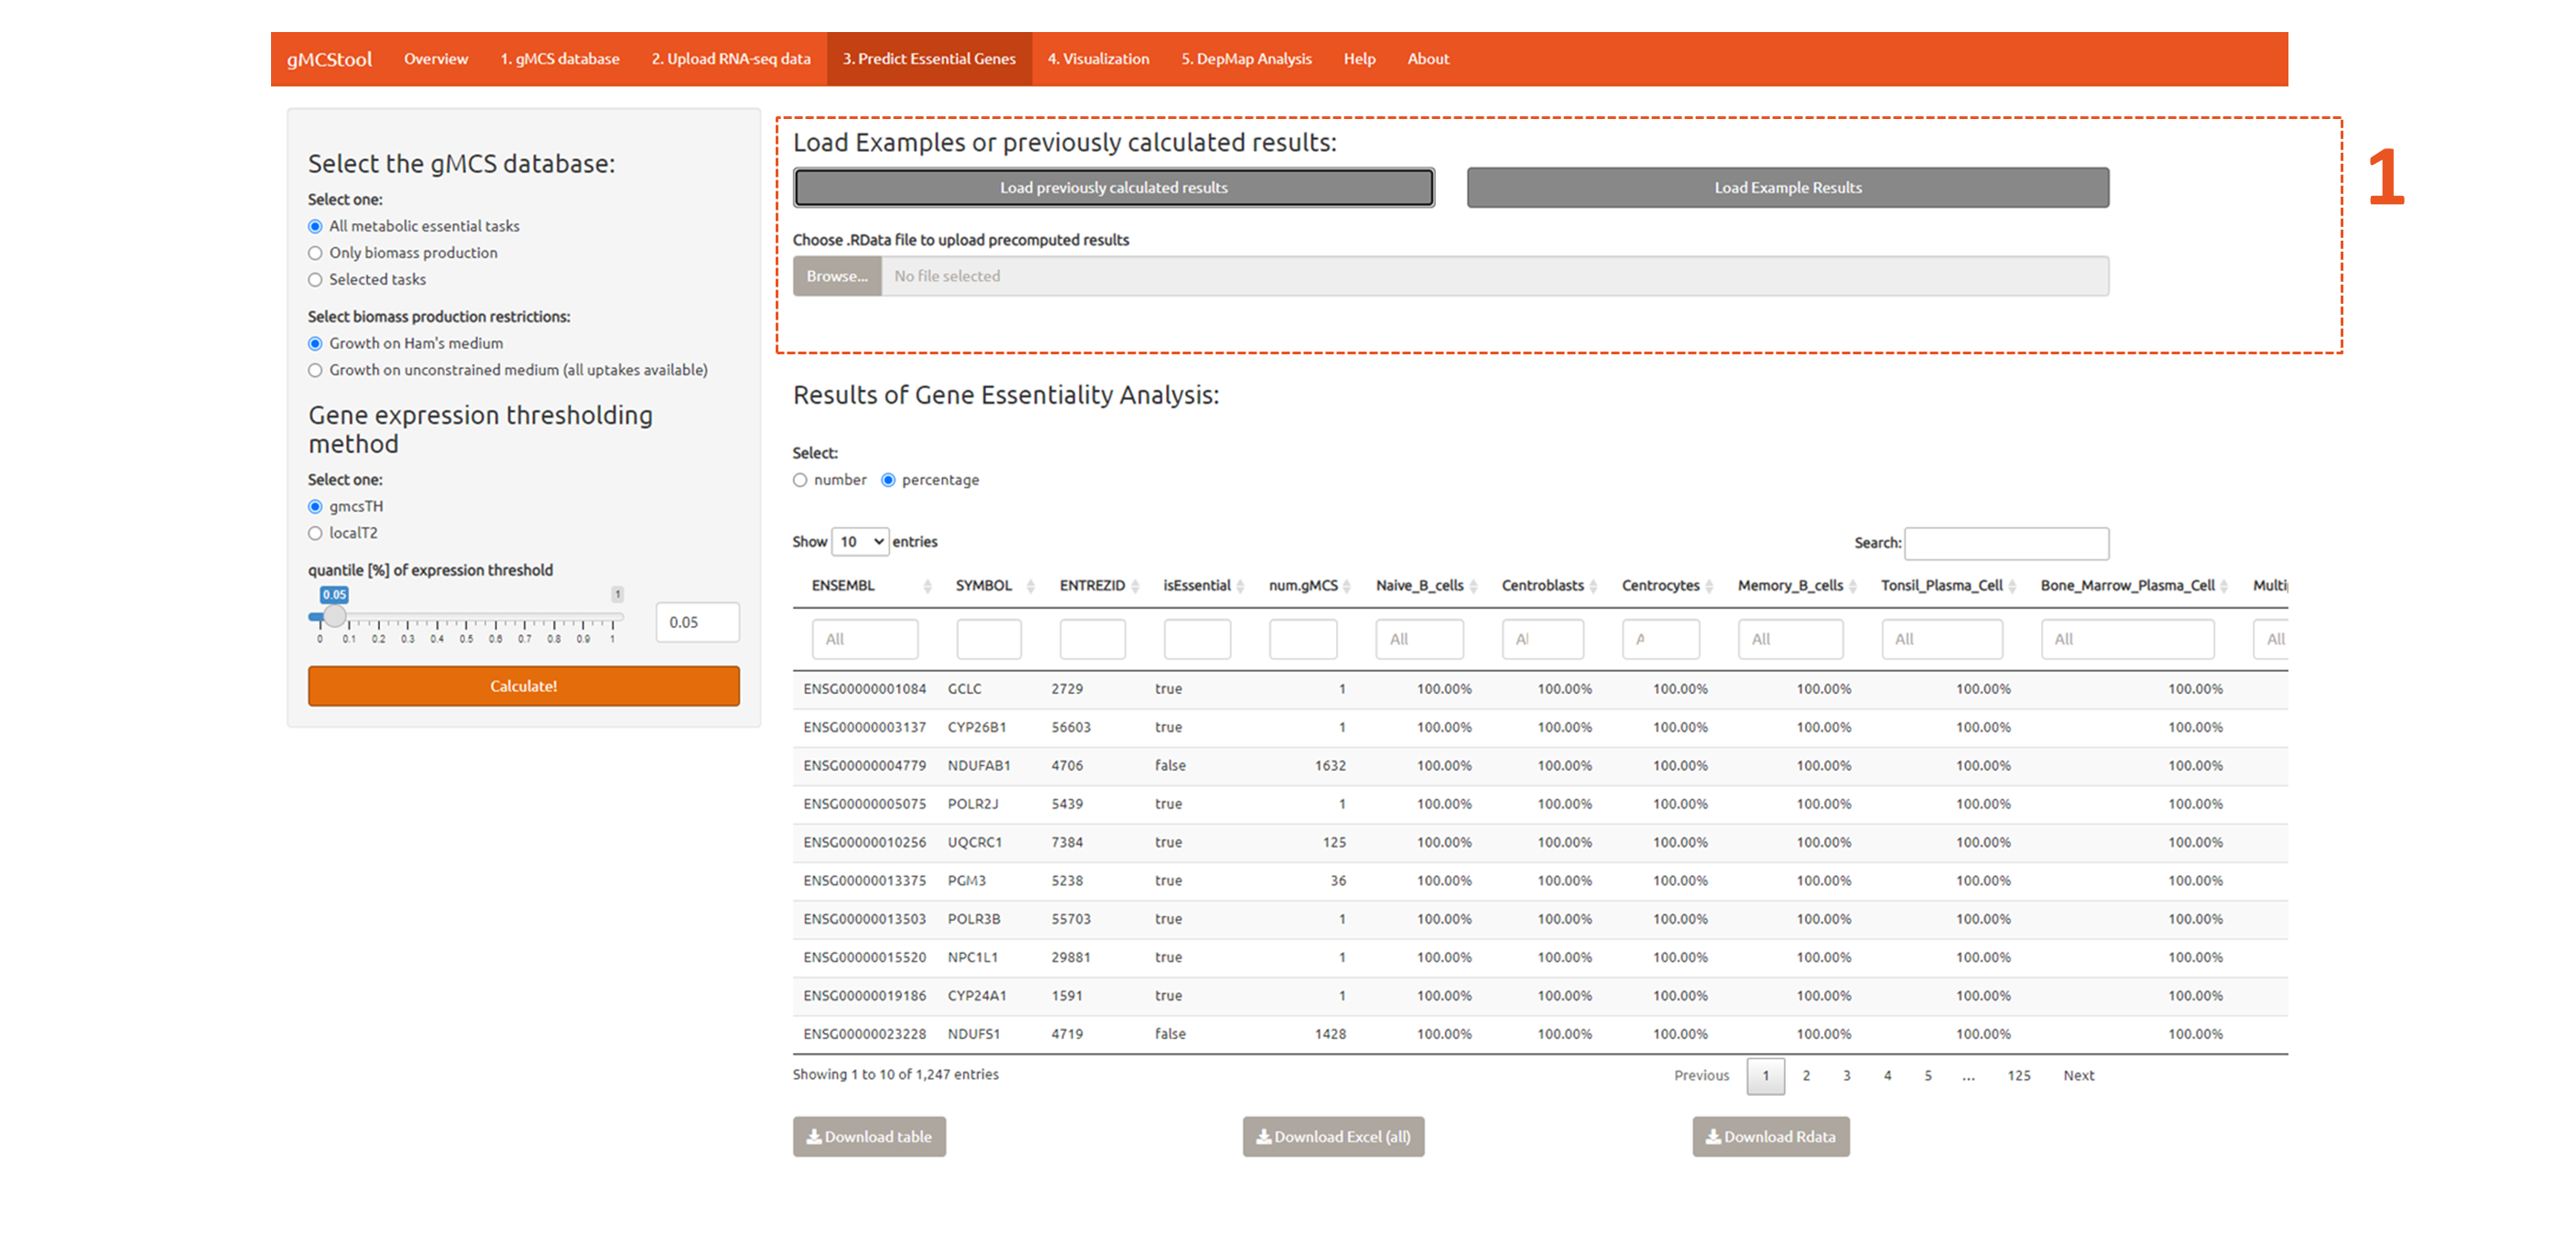 gMCStool Overview 1. gMCS database 2. Upload RNA-seq data 3. Predict Essential Genes 4. Visualization 5. DepMap Analysis Help About
Select the gMCS database:
Select one:
All metabolic essential tasks
Only biomass production
Selected tasks
Select biomass production restrictions:
Growth on Ham's medium
Growth on unconstrained medium (all uptakes available)
Gene expression thresholding
method
Select one:
gmcsTH
localT2
quantile [%] of expression threshold
0.05 1
0 0.1 0.2 0.3 0.4 0.5 0.6 0.7 0.8 0.9 1
0.05
Calculate!
Load Examples or previously calculated results:
1
Load previously calculated results Load Example Results
Choose .RData file to upload precomputed results
Browse... No file selected
Results of Gene Essentiality Analysis:
Select:
number percentage
Show 10 entries Search:
ENSEMBL SYMBOL ENTREZID isEssential num.gMCS Naive_B_cells Centroblasts Centrocytes Memory_B_cells Tonsil_Plasma_Cell Bone_Marrow_Plasma_Cell Multi
All Al A All All All All All
ENSG00000001084 GCLC 2729 true 1 100.00% 100.00% 100.00% 100.00% 100.00% 100.00%
ENSG00000003137 CYP26B1 56603 true 1 100.00% 100.00% 100.00% 100.00% 100.00% 100.00%
ENSG00000004779 NDUFAB1 4706 false 1632 100.00% 100.00% 100.00% 100.00% 100.00% 100.00%
ENSG00000005075 POLR2J 5439 true 1 100.00% 100.00% 100.00% 100.00% 100.00% 100.00%
ENSG00000010256 UQCRC1 7384 true 125 100.00% 100.00% 100.00% 100.00% 100.00% 100.00%
ENSG00000013375 PGM3 5238 true 36 100.00% 100.00% 100.00% 100.00% 100.00% 100.00%
ENSG00000013503 POLR3B 55703 true 1 100.00% 100.00% 100.00% 100.00% 100.00% 100.00%
ENSG00000015520 NPC1L1 29881 true 1 100.00% 100.00% 100.00% 100.00% 100.00% 100.00%
ENSG00000019186 CYP24A1 1591 true 1 100.00% 100.00% 100.00% 100.00% 100.00% 100.00%
ENSG00000023228 NDUFS1 4719 false 1428 100.00% 100.00% 100.00% 100.00% 100.00% 100.00%
Showing 1 to 10 of 1,247 entries Previous 1 2 3 4 5 ... 125 Next
Download table Download Excel (all) Download Rdata